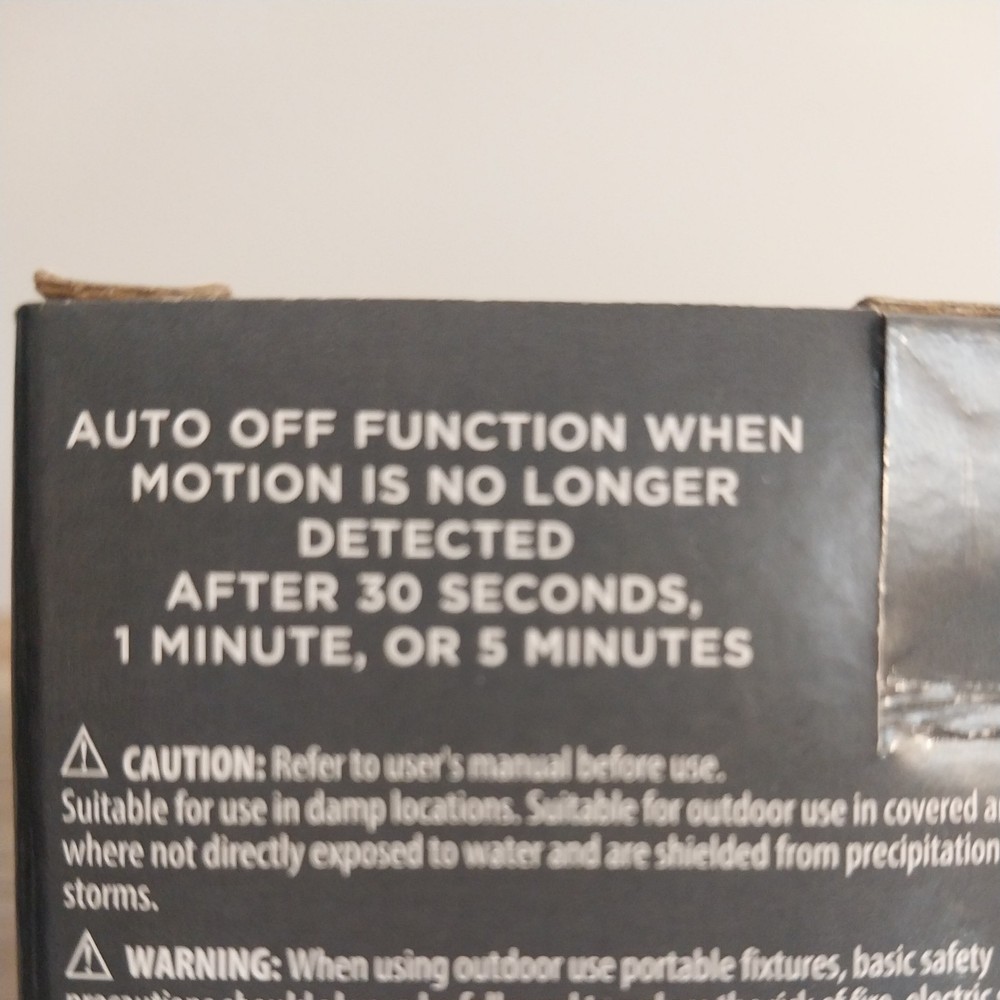 AUTO OFF FUNCTION WHEN
MOTION IS NO LONGER
DETECTED
AFTER 30 SECONDS,
1 MINUTE, OR 5 MINUTES
⚠ CAUTION: Refer to user's manual before use.
Suitable for use in damp locations. Suitable for outdoor use in covered
where not directly exposed to water and are shielded from precipitation
storms.
⚠ WARNING: When using outdoor use portable fixtures, basic safety